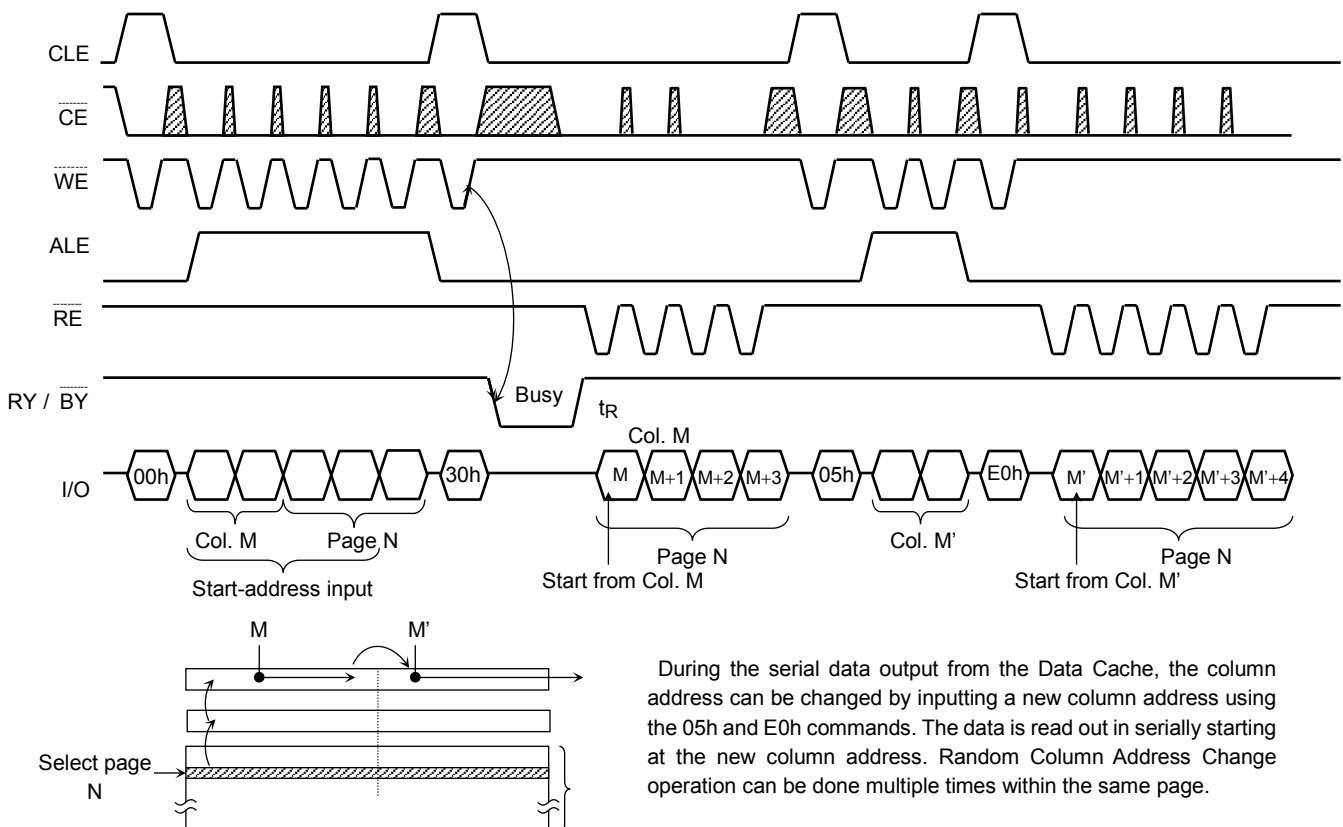 CLE
CE
WE
ALE
RE
RY / BY
Busy
tR
Col. M
I/O
00h
30h
M
M+1
M+2
M+3
05h
E0h
M'
M'+1
M'+2
M'+3
M'+4
Col. M
Page N
Start-address input
Page N
Start from Col. M
Col. M’
Page N
Start from Col. M’
M
M’
Select page
N
During the serial data output from the Data Cache, the column
address can be changed by inputting a new column address using
the 05h and E0h commands. The data is read out in serially starting
at the new column address. Random Column Address Change
operation can be done multiple times within the same page.